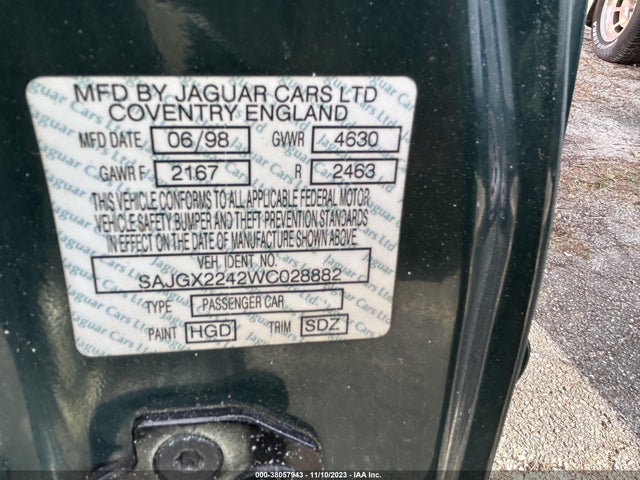 MFD BY JAGUAR CARS LTD
COVENTRY ENGLAND
MFD DATE 06/98 GVWR 4630
GAWR F 2167 R 2463
THIS VEHICLE CONFORMS TO ALL APPLICABLE FEDERAL MOTOR
VEHICLE SAFETY BUMPER AND THEFT PREVENTION STANDARDS
IN EFFECT ON THE DATE OF MANUFACTURE SHOWN ABOVE
VEH. IDENT. NO.
SAJGX2242WC028882
TYPE PASSENGER CAR
PAINT HGD TRIM SDZ
000-38057943 - 11/10/2023 - IAA Inc.